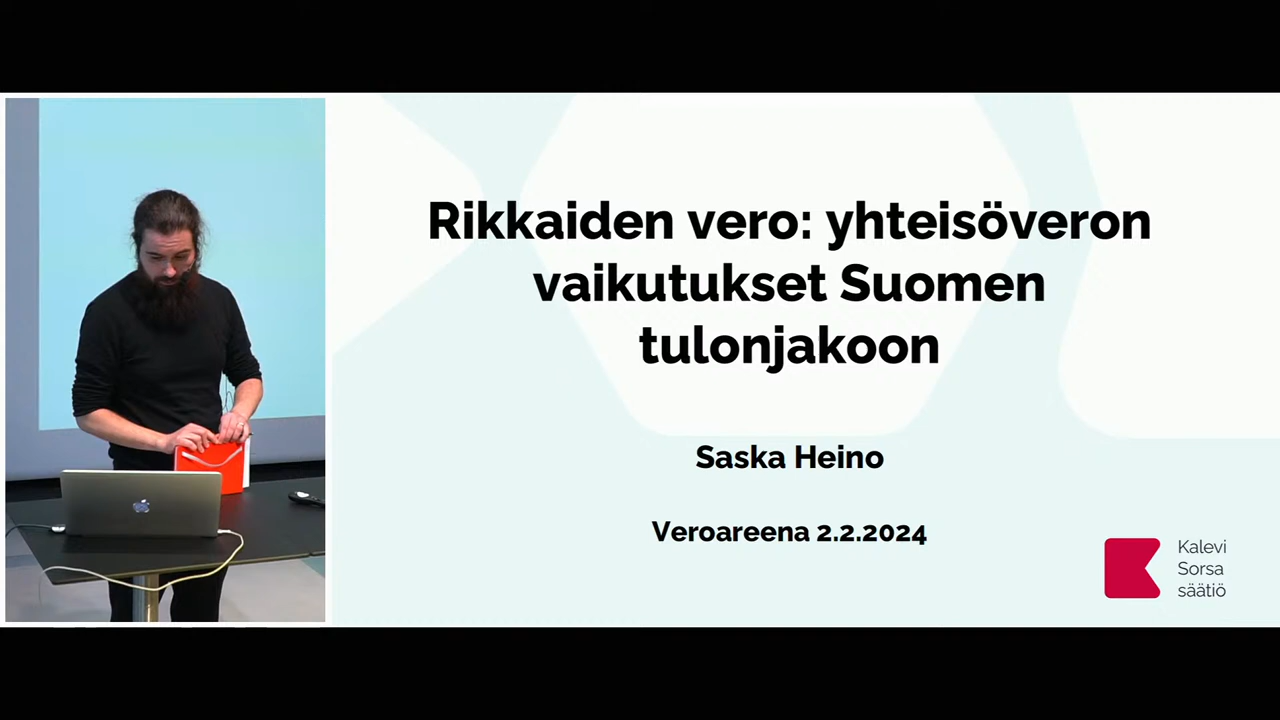 Rikkaiden vero: yhteisöveron
vaikutukset Suomen
tulonjakoon
Saska Heino
Veroareena 2.2.2024
Kalevi
Sorsa
säätiö